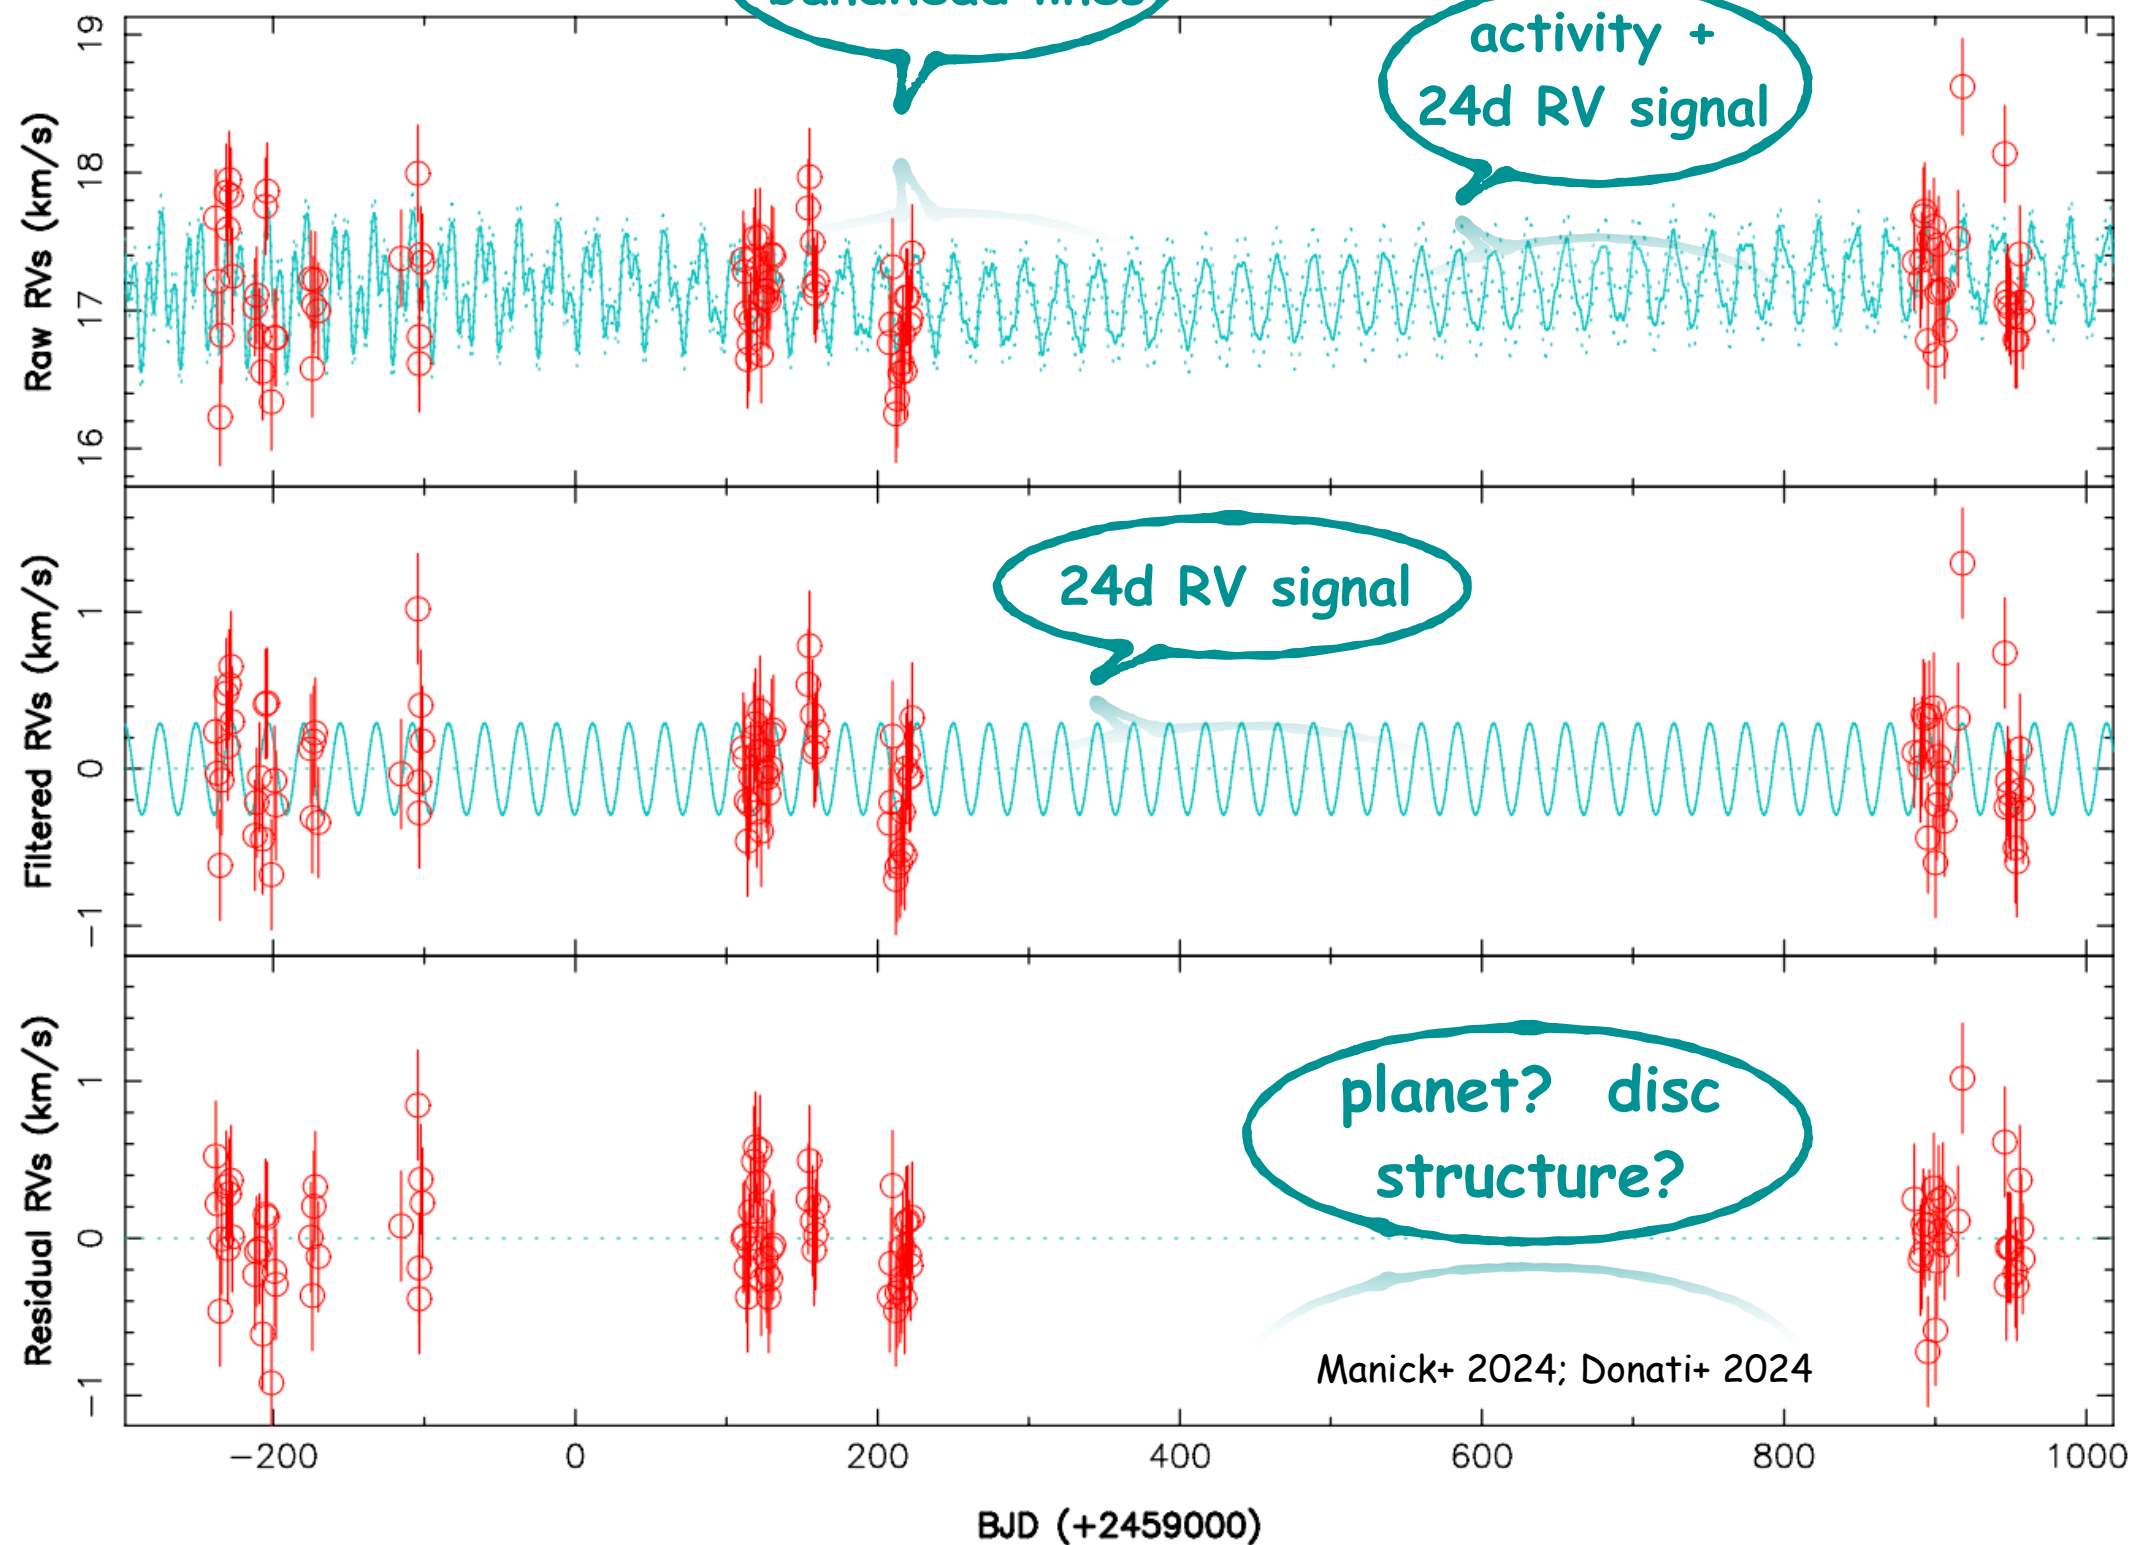 bandhead lines
activity +
24d RV signal
19
18
17
16
Raw RVs (km/s)
24d RV signal
1
0
−1
Filtered RVs (km/s)
planet? disc
structure?
1
0
−1
Residual RVs (km/s)
Manick+ 2024; Donati+ 2024
−200 0 200 400 600 800 1000
BJD (+2459000)